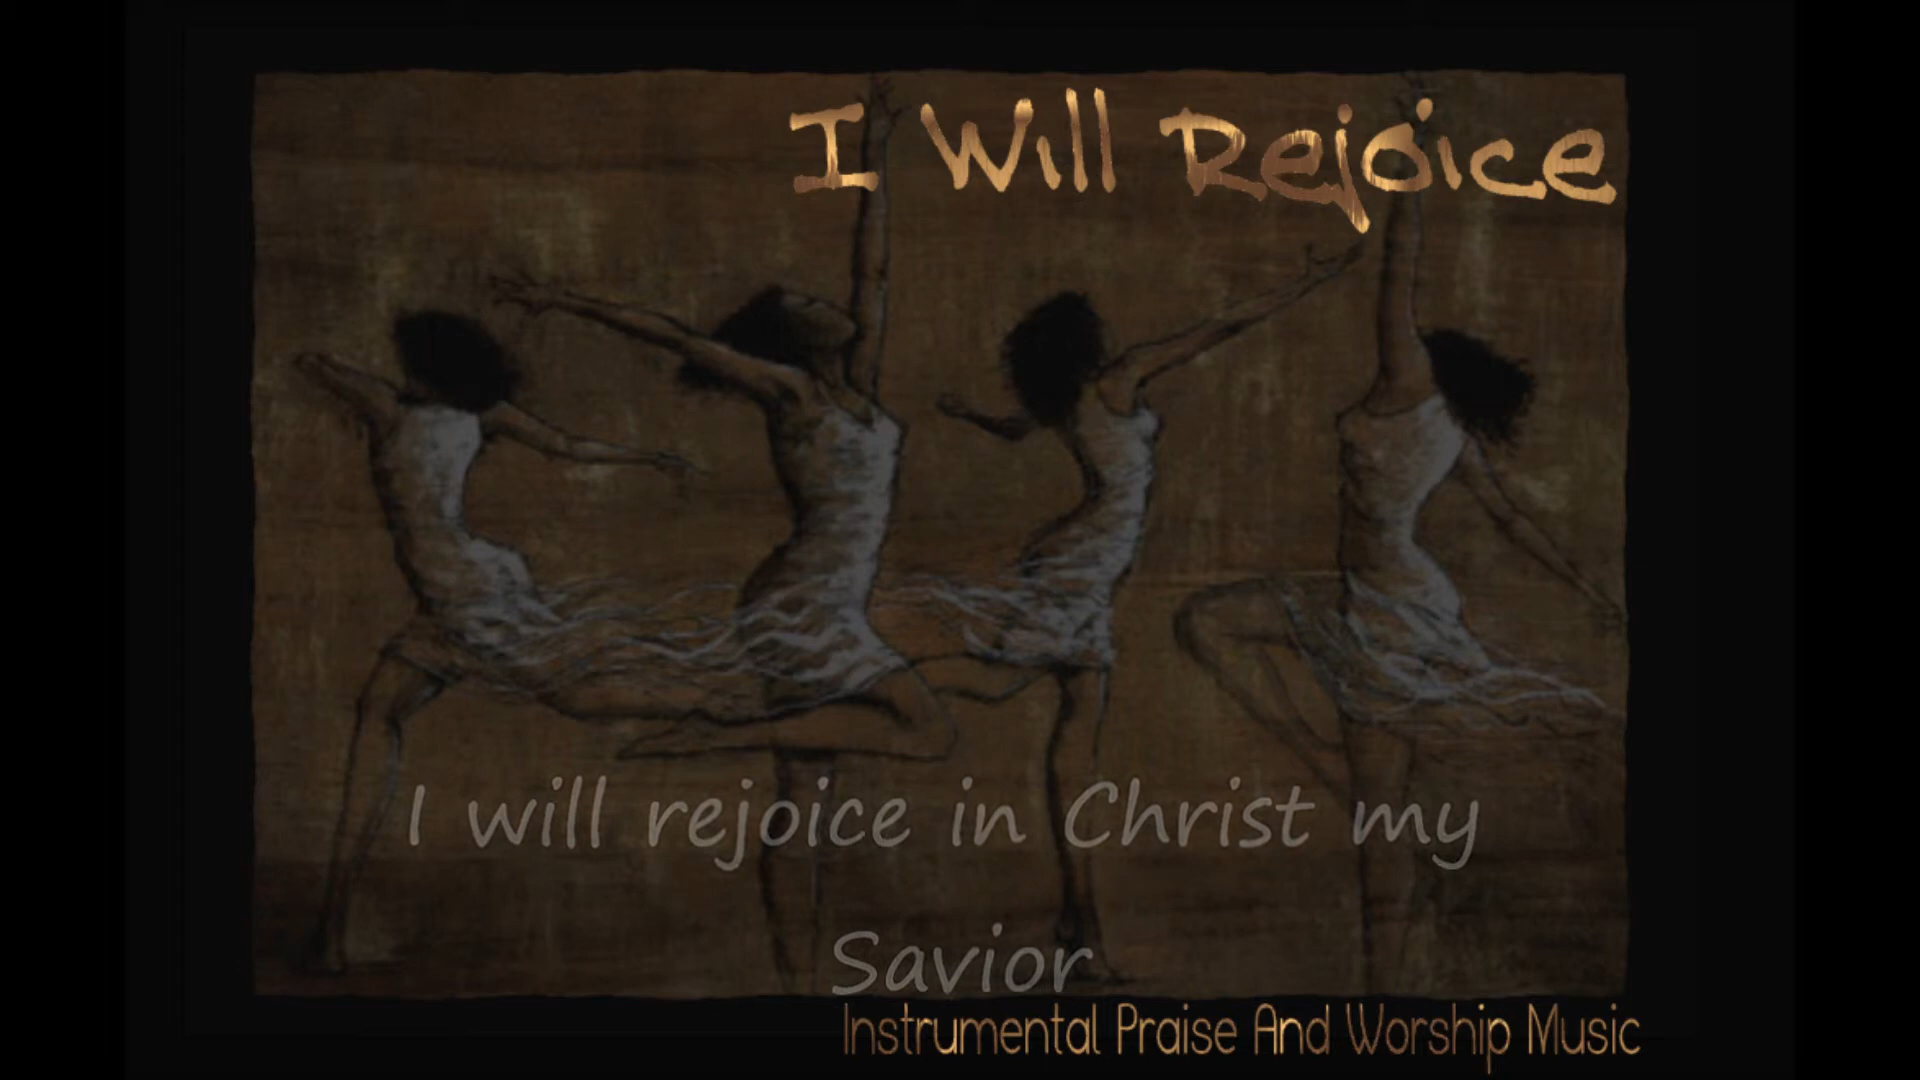 I Will Rejoice
I will rejoice in Christ my
Savior
Instrumental Praise And Worship Music